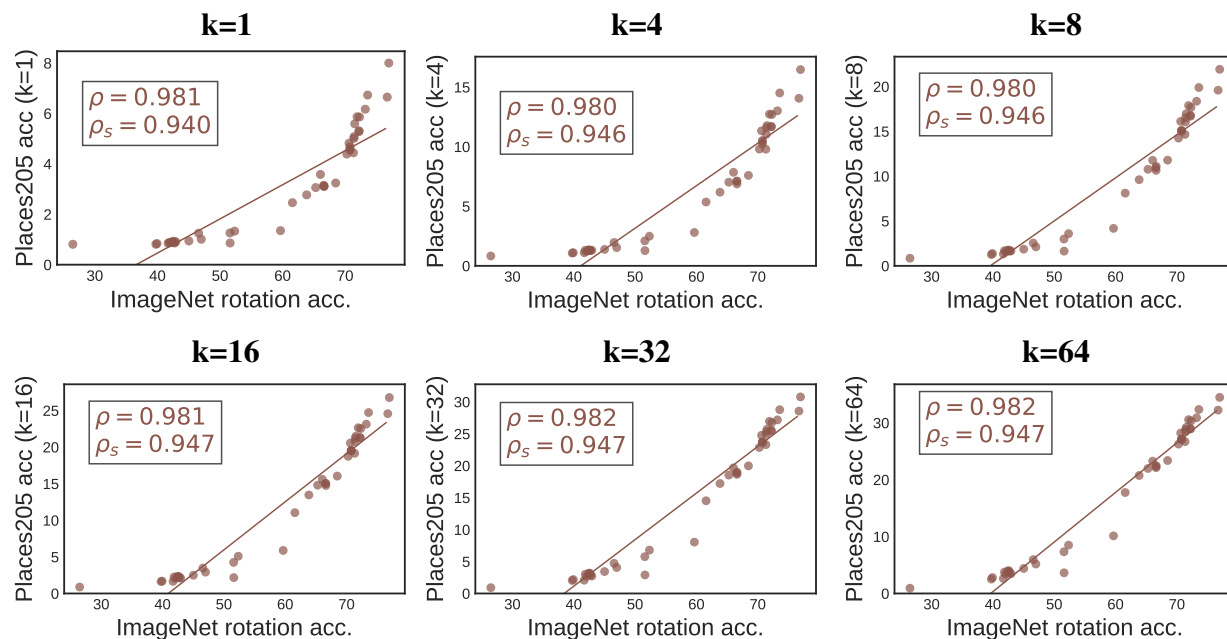 k=1
k=4
k=8
Places205 acc (k=1)
8
6
4
2
0
ρ = 0.981
ρs = 0.940
30 40 50 60 70
ImageNet rotation acc.
Places205 acc (k=4)
15
10
5
0
ρ = 0.980
ρs = 0.946
30 40 50 60 70
ImageNet rotation acc.
Places205 acc (k=8)
20
15
10
5
0
ρ = 0.980
ρs = 0.946
30 40 50 60 70
ImageNet rotation acc.
k=16
k=32
k=64
Places205 acc (k=16)
25
20
15
10
5
0
ρ = 0.981
ρs = 0.947
30 40 50 60 70
ImageNet rotation acc.
Places205 acc (k=32)
30
25
20
15
10
5
0
ρ = 0.982
ρs = 0.947
30 40 50 60 70
ImageNet rotation acc.
Places205 acc (k=64)
30
20
10
0
ρ = 0.982
ρs = 0.947
30 40 50 60 70
ImageNet rotation acc.